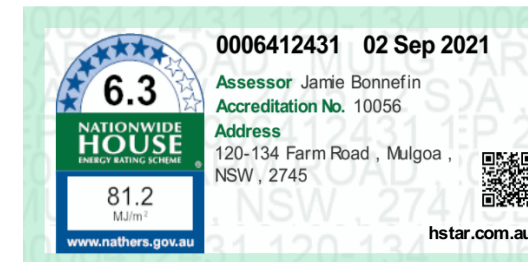 0006412431 02 Sep 2021
6.3
Assessor Jamie Bonnefin
Accreditation No. 10056
Address
120-134 Farm Road , Mulgoa ,
NSW , 2745
NATIONWIDE
HOUSE
ENERGY RATING SCHEME
81.2
MJ/m²
www.nathers.gov.au
hstar.com.au